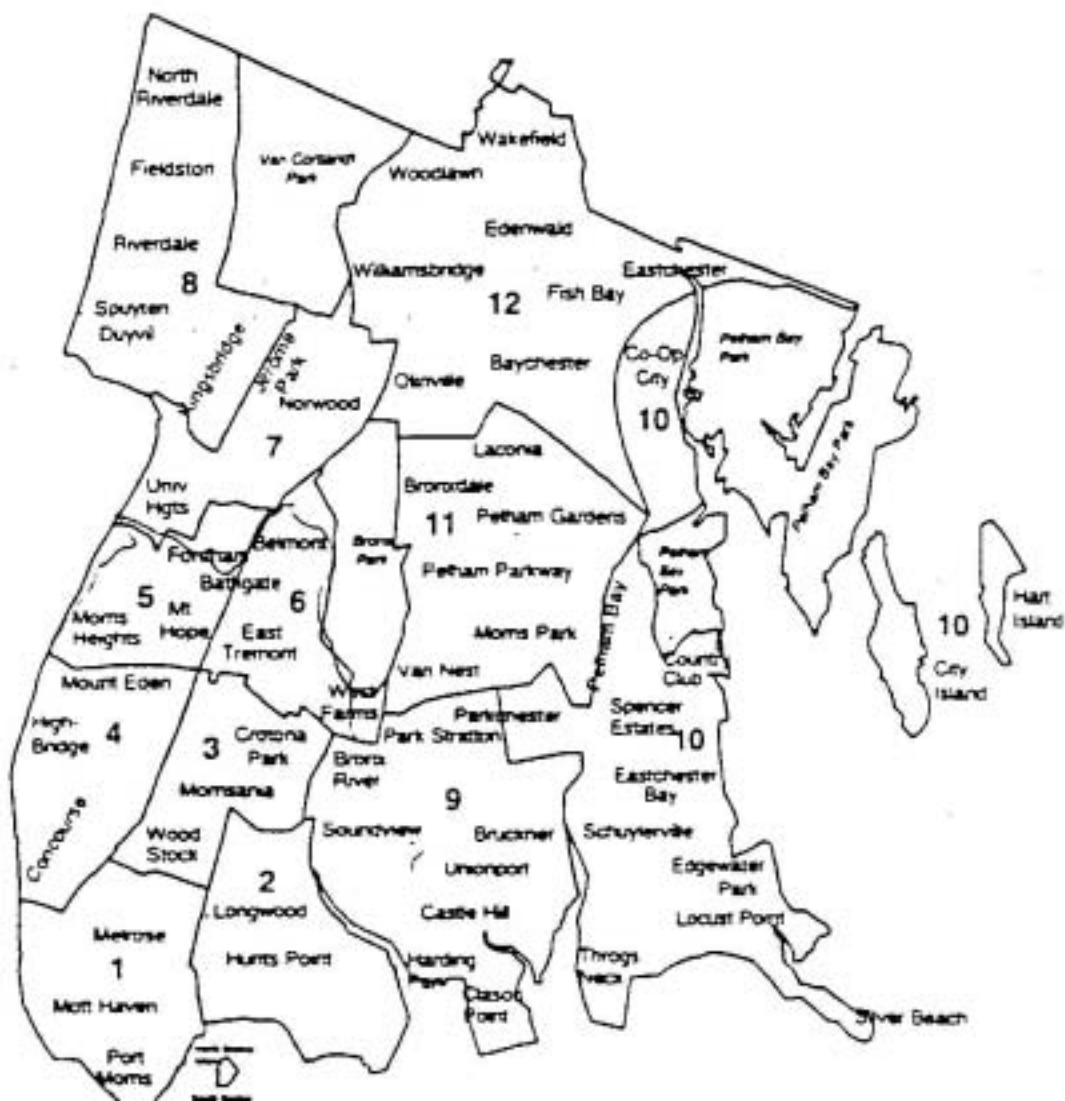 North
Riverdale
Wakefield
Van Cortlandt
Park
Fieldston
Woodlawn
Edenwald
Riverdale
8
Williamsbridge
Eastchester
12
Fish Bay
Spuyten
Duyvil
Kingsbridge
Jerome
Park
Co-Op
City
10
Pelham Bay
Park
Baychester
Olinville
Norwood
7
Laconia
Pelham Bay Park
Univ
Hgts
Bronxdale
11
Pelham Gardens
Fordham
Belmont
Bronx
Park
Pelham
Bay
Park
Bathgate
Pelham Parkway
5
6
Morris
Heights
Mt
Hope
East
Tremont
Morris Park
Pelham Bay
10
Hart
Island
City
Island
Mount Eden
Van Nest
Country
Club
West
Farms
High-
Bridge
4
3
Crotona
Park
Parkchester
Park Stratton
Spencer
Estates
10
Bronx
River
Morrisania
9
Eastchester
Bay
Concourse
Wood
Stock
Soundview
Bruckner
Schuylerville
2
Unionport
Edgewater
Park
Longwood
Castle Hill
Locust Point
Melrose
1
Hunts Point
Harding
Park
Throgs
Neck
Mott Haven
Clason
Point
Silver Beach
Port
Morris